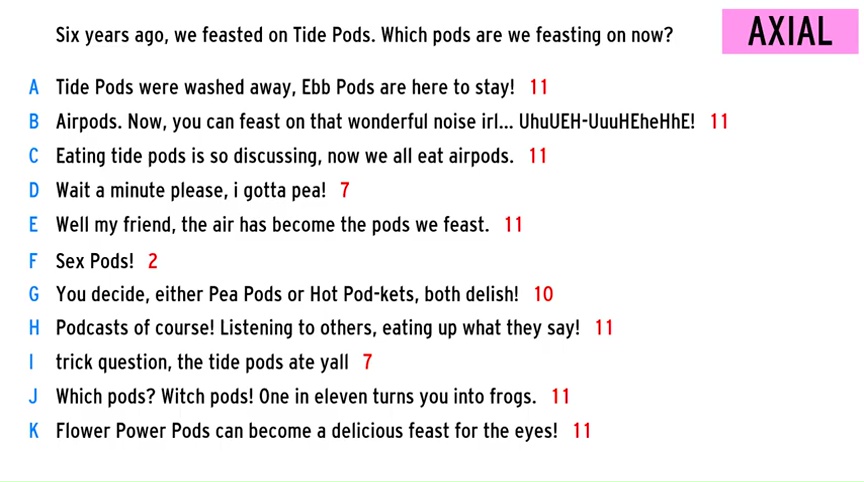 Six years ago, we feasted on Tide Pods. Which pods are we feasting on now?
AXIAL
A Tide Pods were washed away, Ebb Pods are here to stay! 11
B Airpods. Now, you can feast on that wonderful noise irl... UhuUEH-UuuHEheHhE! 11
C Eating tide pods is so discussing, now we all eat airpods. 11
D Wait a minute please, i gotta pea! 7
E Well my friend, the air has become the pods we feast. 11
F Sex Pods! 2
G You decide, either Pea Pods or Hot Pod-kets, both delish! 10
H Podcasts of course! Listening to others, eating up what they say! 11
I trick question, the tide pods ate yall 7
J Which pods? Witch pods! One in eleven turns you into frogs. 11
K Flower Power Pods can become a delicious feast for the eyes! 11